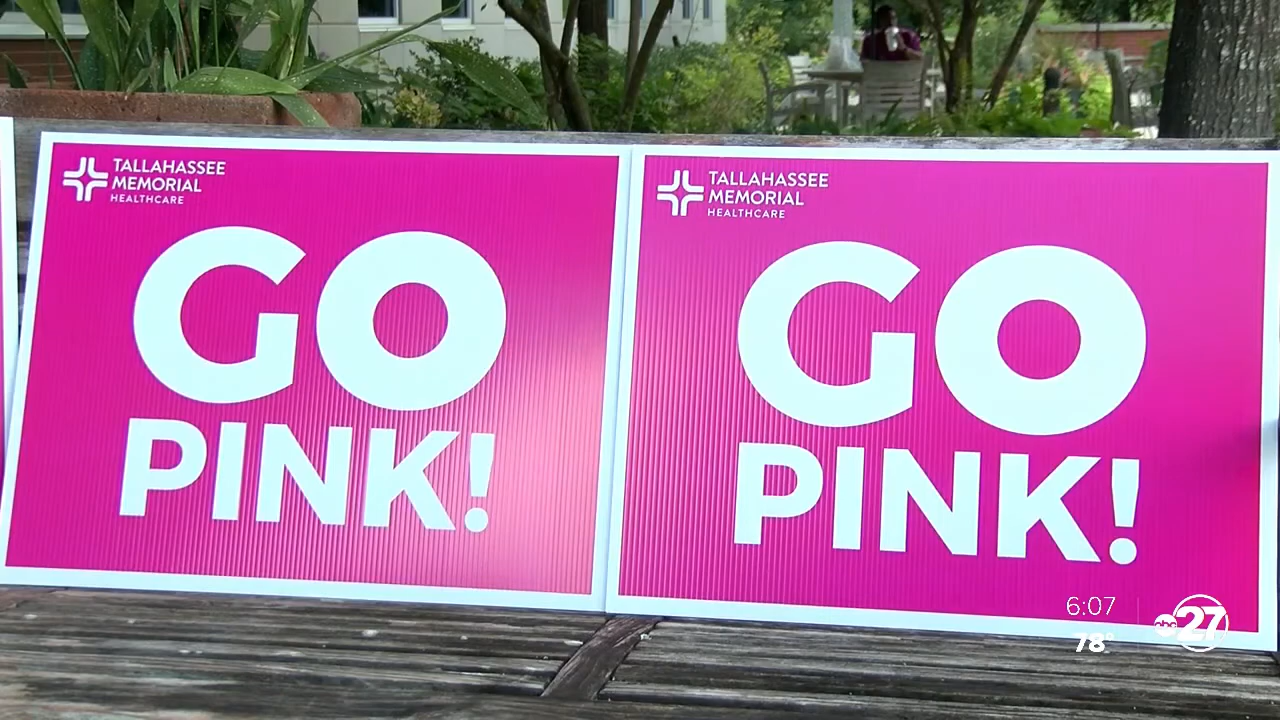 TALLAHASSEE
MEMORIAL
HEALTHCARE
GO
PINK!
TALLAHASSEE
MEMORIAL
HEALTHCARE
GO
PINK!
6:07
78°
abc 27